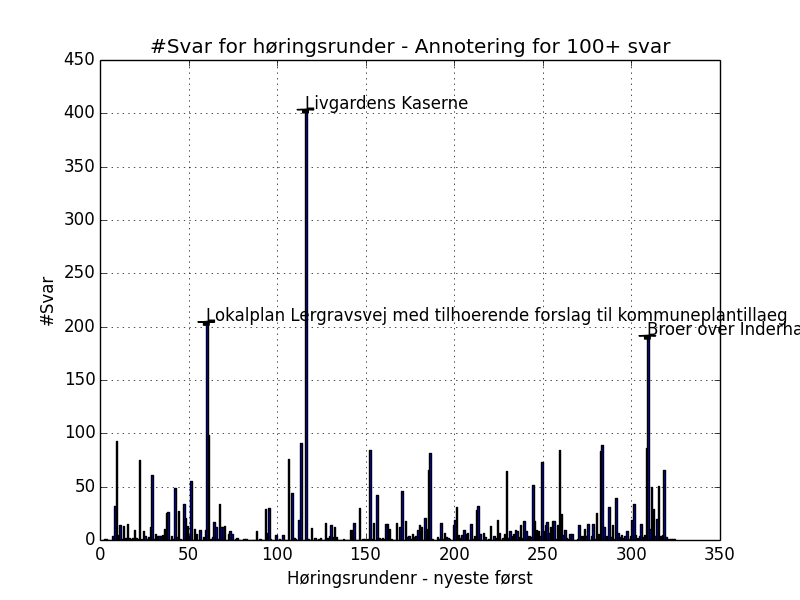 #Svar for høringsrunder - Annotering for 100+ svar
450
400
350
300
250
200
150
100
50
0
#Svar
Livgardens Kaserne
Lokalplan Lergravsvej med tilhoerende forslag til kommuneplantillaeg
Broer over Inderha
0 50 100 150 200 250 300 350
Høringsrundenr - nyeste først